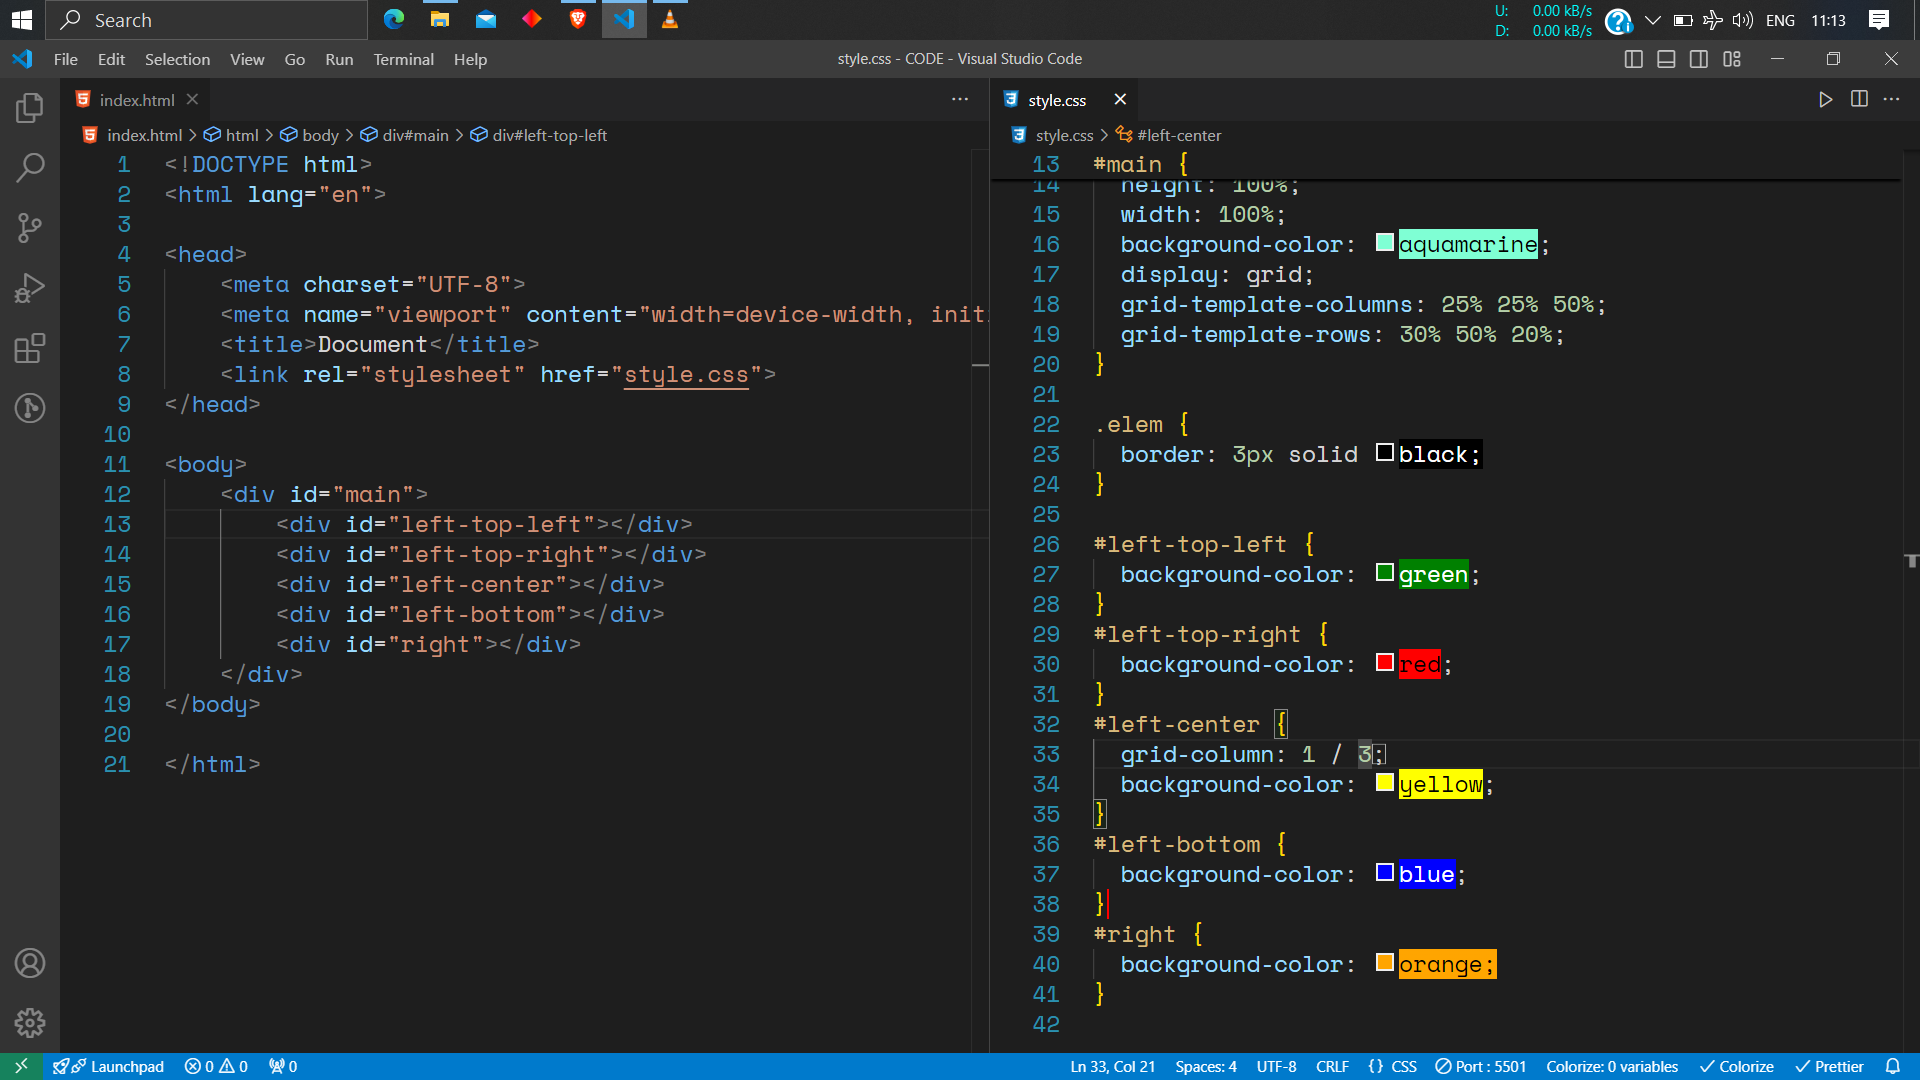 Search
U: 0.00 kB/s
D: 0.00 kB/s
ENG 11:13
File Edit Selection View Go Run Terminal Help
style.css - CODE - Visual Studio Code
index.html
index.html > html > body > div#main > div#left-top-left
1 <!DOCTYPE html>
2 <html lang="en">
3
4 <head>
5 <meta charset="UTF-8">
6 <meta name="viewport" content="width=device-width, initi
7 <title>Document</title>
8 <link rel="stylesheet" href="style.css">
9 </head>
10
11 <body>
12 <div id="main">
13 <div id="left-top-left"></div>
14 <div id="left-top-right"></div>
15 <div id="left-center"></div>
16 <div id="left-bottom"></div>
17 <div id="right"></div>
18 </div>
19 </body>
20
21 </html>
style.css
style.css > #left-center
13 #main {
14 height: 100%;
15 width: 100%;
16 background-color: aquamarine;
17 display: grid;
18 grid-template-columns: 25% 25% 50%;
19 grid-template-rows: 30% 50% 20%;
20 }
21
22 .elem {
23 border: 3px solid black;
24 }
25
26 #left-top-left {
27 background-color: green;
28 }
29 #left-top-right {
30 background-color: red;
31 }
32 #left-center {
33 grid-column: 1 / 3;
34 background-color: yellow;
35 }
36 #left-bottom {
37 background-color: blue;
38 }
39 #right {
40 background-color: orange;
41 }
42
Launchpad 0 0 0
Ln 33, Col 21 Spaces: 4 UTF-8 CRLF {} CSS Port : 5501 Colorize: 0 variables Colorize Prettier